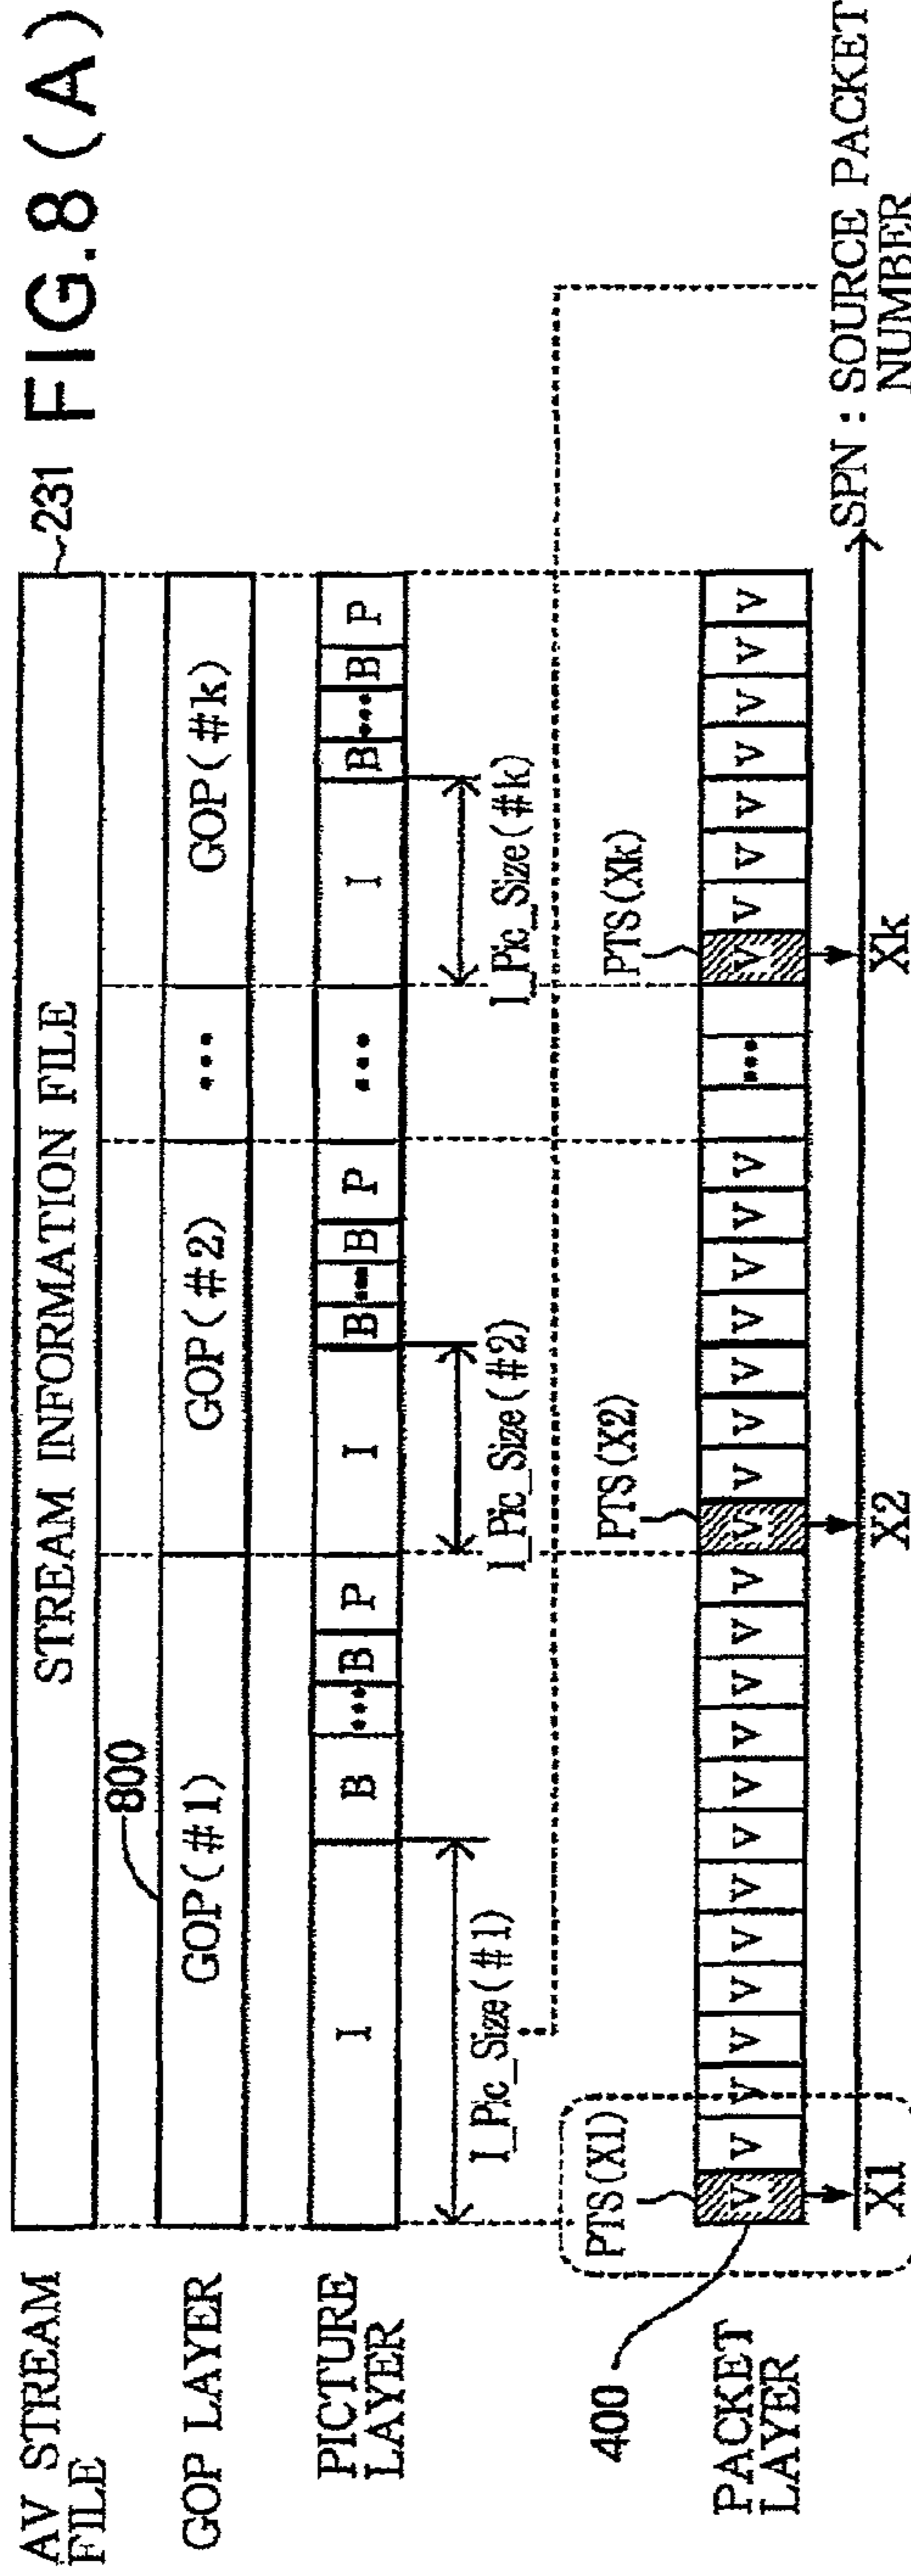 FIG.8(A)
231
AV STREAM
FILE
STREAM INFORMATION FILE
800
GOP LAYER
GOP(#1)
GOP(#2)
•••
GOP(#k)
PICTURE
LAYER
I
B
•••
B
P
I
B
•••
B
P
•••
I
B
•••
B
P
I_Pic_Size(#1)
I_Pic_Size(#2)
I_Pic_Size(#k)
PTS(X1)
PTS(X2)
PTS(Xk)
400
PACKET
LAYER
V V V V V V V V V V V V V V V V V V V V V ••• V V V V V V V V
X1
X2
Xk
SPN : SOURCE PACKET
NUMBER